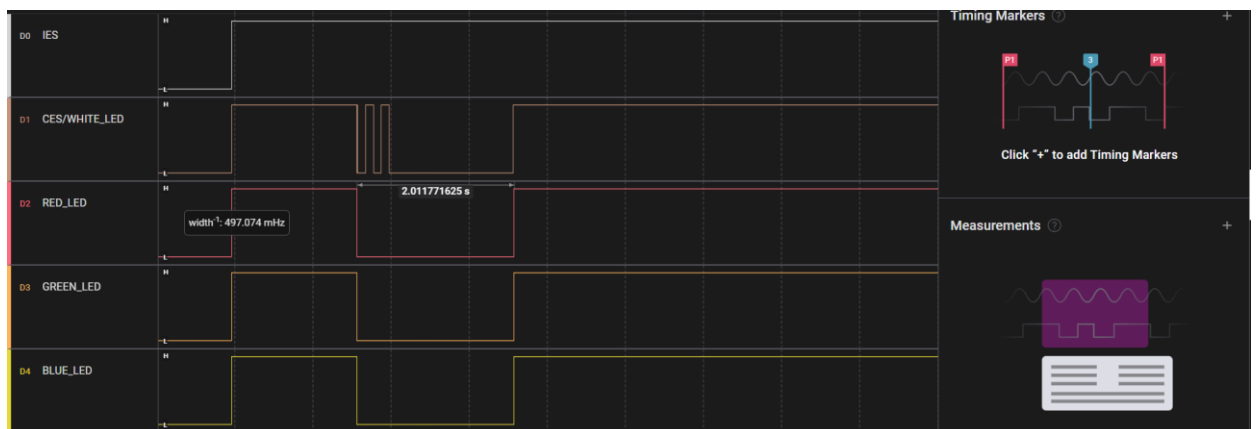 D0 IES
H
L
D1 CES/WHITE_LED
H
L
D2 RED_LED
H
2.011771625 s
width⁻¹: 497.074 mHz
L
D3 GREEN_LED
H
L
D4 BLUE_LED
H
L
Timing Markers ? +
P1 3 P1
Click “+” to add Timing Markers
Measurements ? +